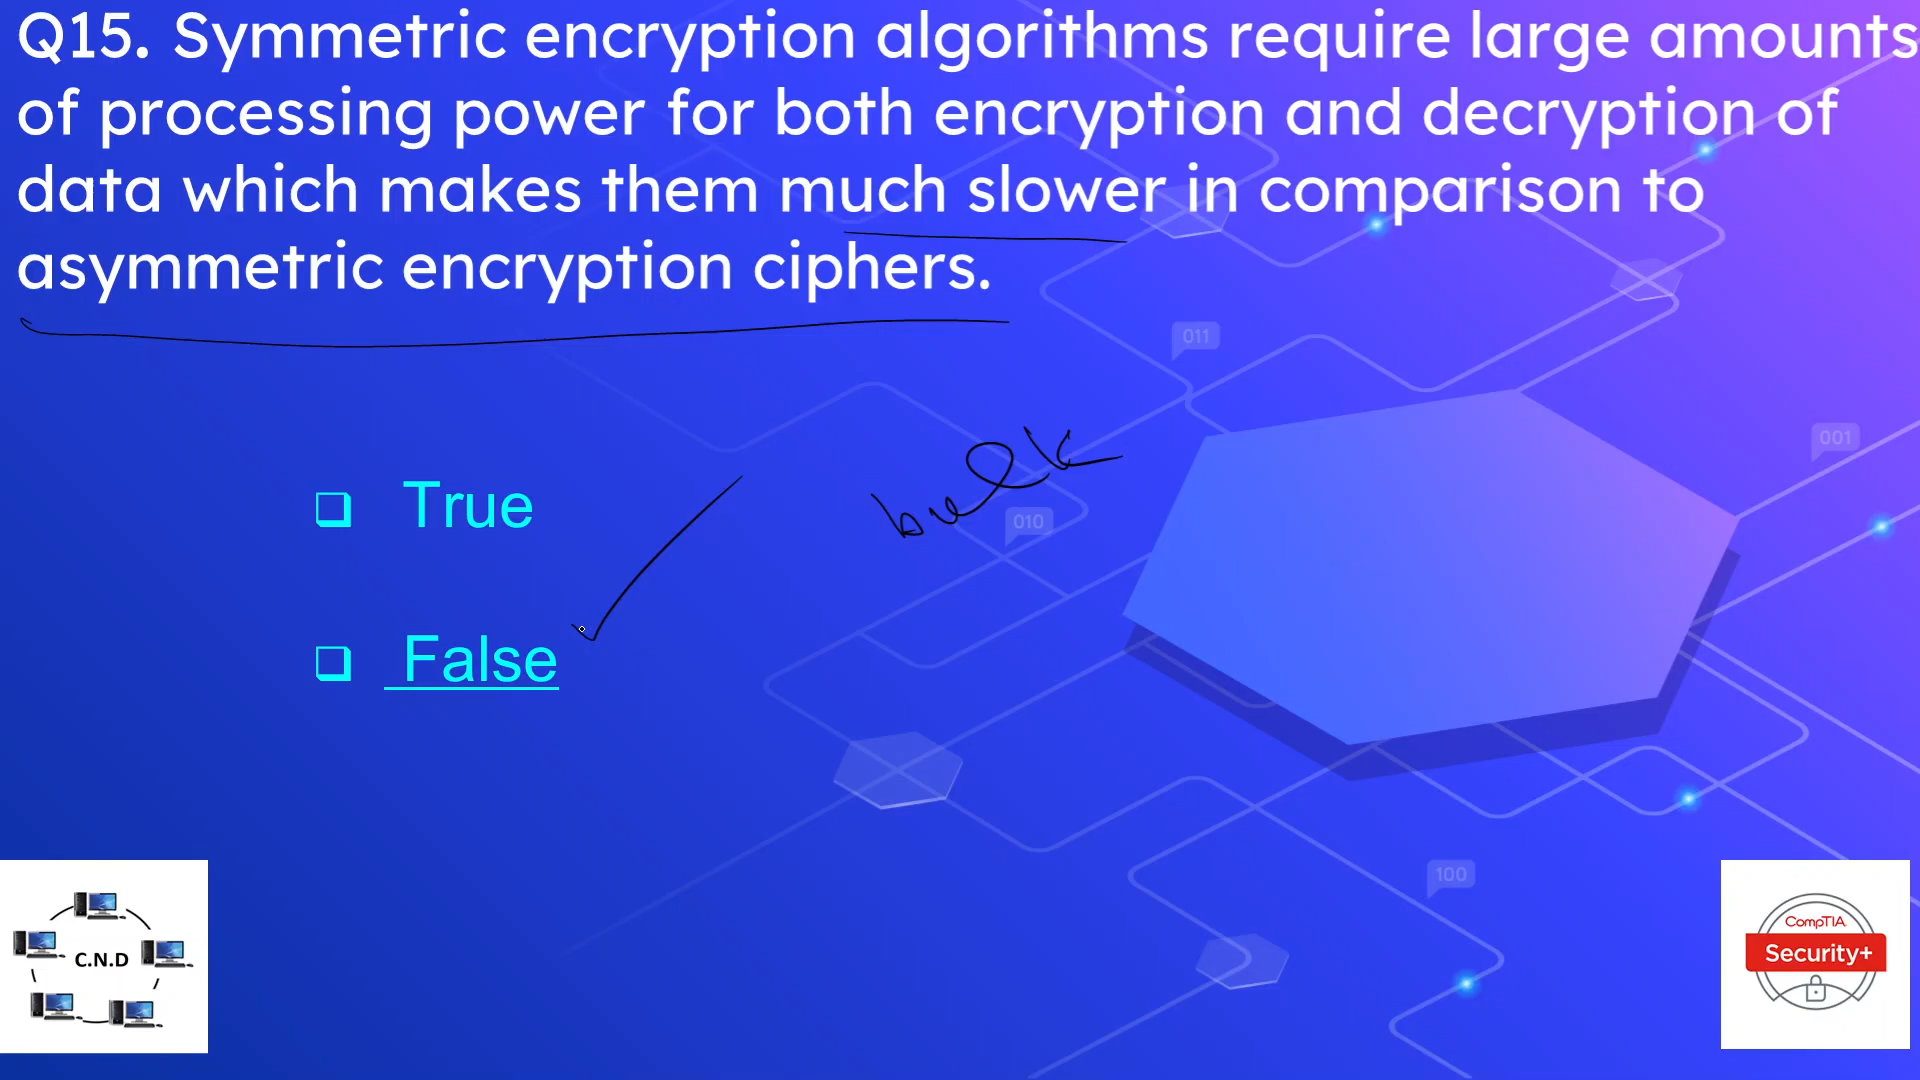 Q15. Symmetric encryption algorithms require large amounts
of processing power for both encryption and decryption of
data which makes them much slower in comparison to
asymmetric encryption ciphers.
011
001
bulk
True
010
False
100
CompTIA
Security+
C.N.D